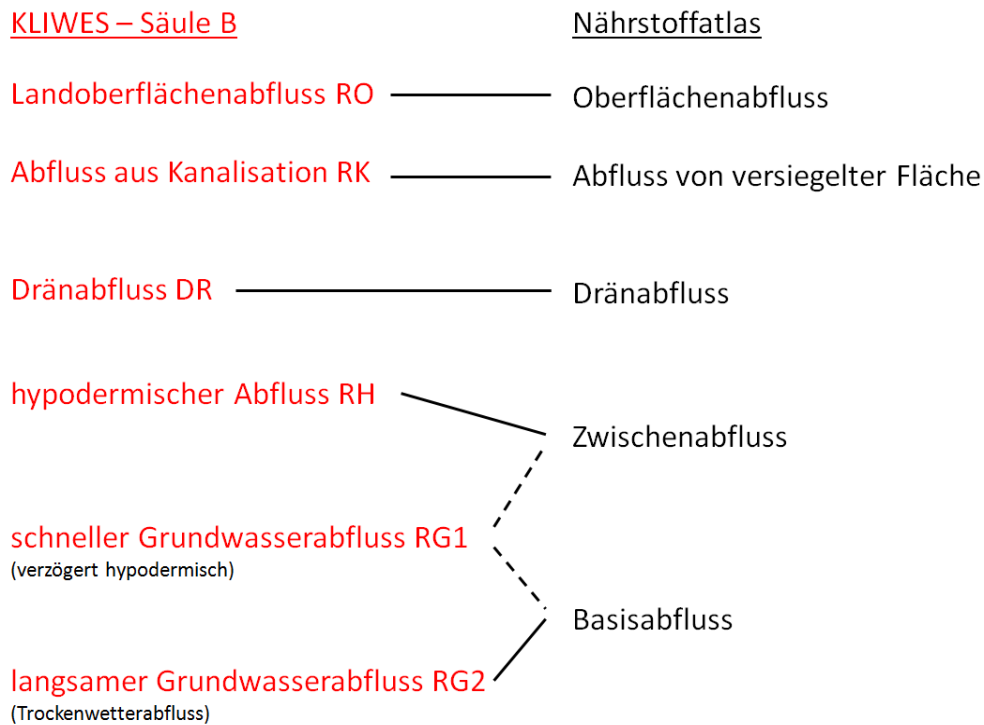 KLIWES – Säule B
Nährstoffatlas
Landoberflächenabfluss RO
Oberflächenabfluss
Abfluss aus Kanalisation RK
Abfluss von versiegelter Fläche
Dränabfluss DR
Dränabfluss
hypodermischer Abfluss RH
Zwischenabfluss
schneller Grundwasserabfluss RG1
(verzögert hypodermisch)
Basisabfluss
langsamer Grundwasserabfluss RG2
(Trockenwetterabfluss)